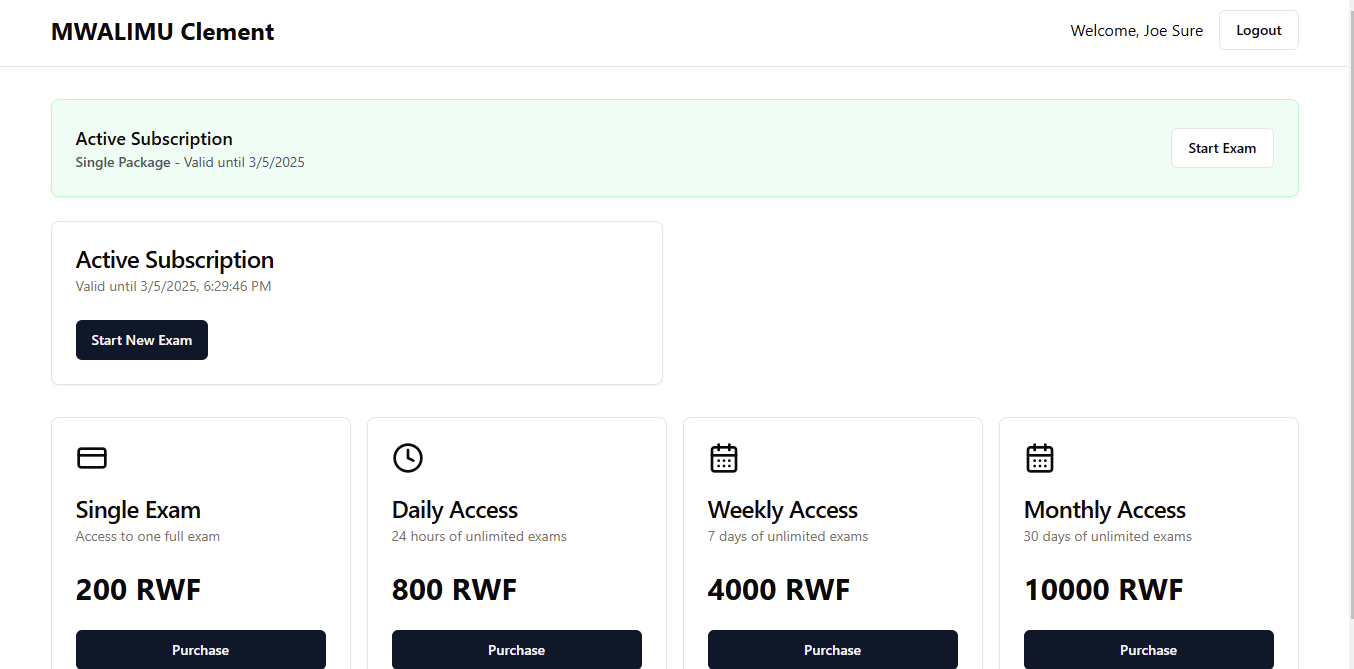 MWALIMU Clement
Welcome, Joe Sure
Logout
Active Subscription
Single Package - Valid until 3/5/2025
Start Exam
Active Subscription
Valid until 3/5/2025, 6:29:46 PM
Start New Exam
Single Exam
Access to one full exam
200 RWF
Purchase
Daily Access
24 hours of unlimited exams
800 RWF
Purchase
Weekly Access
7 days of unlimited exams
4000 RWF
Purchase
Monthly Access
30 days of unlimited exams
10000 RWF
Purchase